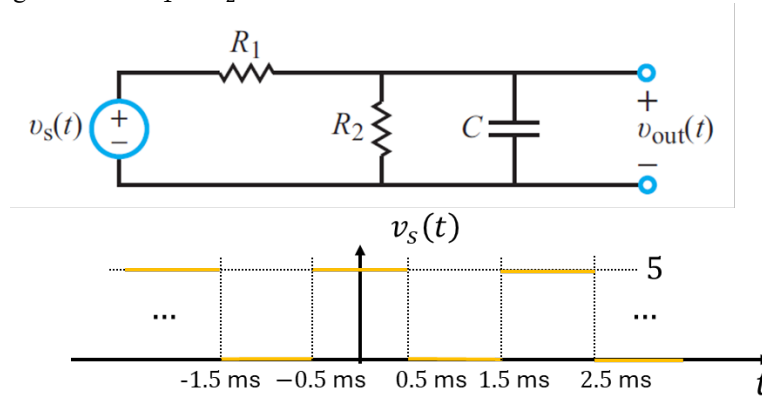 R₁
vₛ(t)
+
−
R₂
C
+
v_out(t)
−
vₛ(t)
5
...
...
-1.5 ms −0.5 ms 0.5 ms 1.5 ms 2.5 ms
t